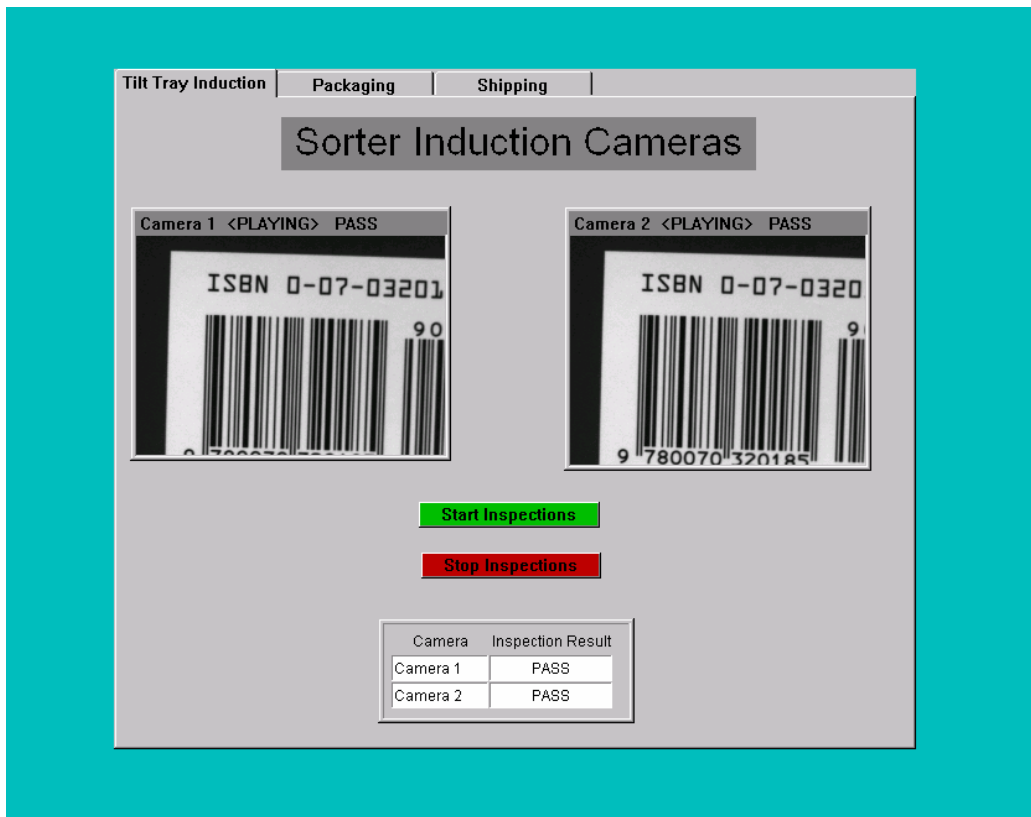 Tilt Tray Induction Packaging Shipping
Sorter Induction Cameras
Camera 1 <PLAYING> PASS
ISBN 0-07-03201
90
Camera 2 <PLAYING> PASS
ISBN 0-07-0320
9
9 780070 320185
Start Inspections
Stop Inspections
Camera Inspection Result
Camera 1 PASS
Camera 2 PASS